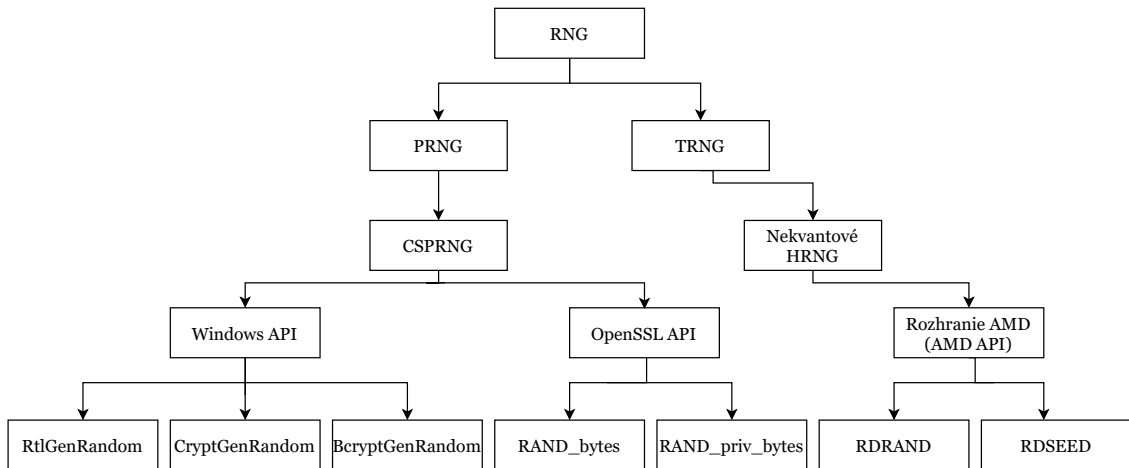 RNG
PRNG
TRNG
CSPRNG
Nekvantové
HRNG
Windows API
OpenSSL API
Rozhranie AMD
(AMD API)
RtlGenRandom
CryptGenRandom
BcryptGenRandom
RAND_bytes
RAND_priv_bytes
RDRAND
RDSEED